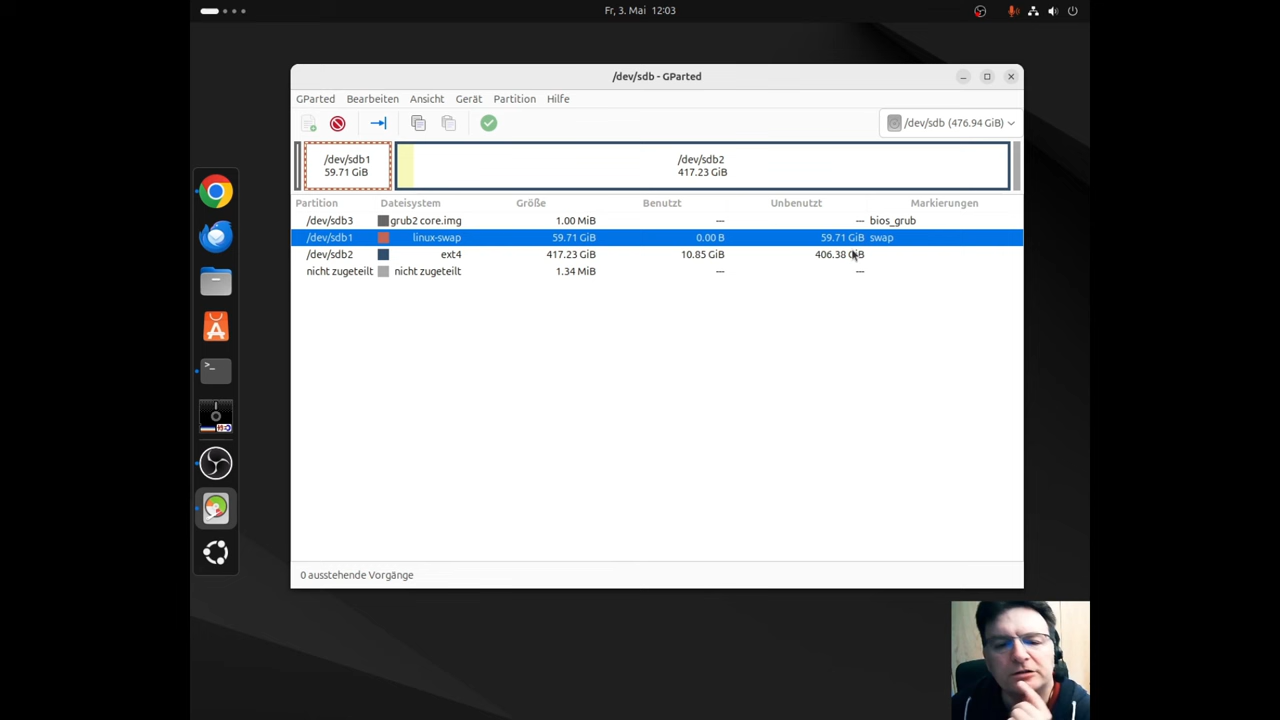 Fr, 3. Mai 12:03
/dev/sdb - GParted
GParted Bearbeiten Ansicht Gerät Partition Hilfe
/dev/sdb (476.94 GiB)
/dev/sdb1
59.71 GiB
/dev/sdb2
417.23 GiB
Partition Dateisystem Größe Benutzt Unbenutzt Markierungen
/dev/sdb3 grub2 core.img 1.00 MiB --- --- bios_grub
/dev/sdb1 linux-swap 59.71 GiB 0.00 B 59.71 GiB swap
/dev/sdb2 ext4 417.23 GiB 10.85 GiB 406.38 GiB
nicht zugeteilt nicht zugeteilt 1.34 MiB --- ---
0 ausstehende Vorgänge